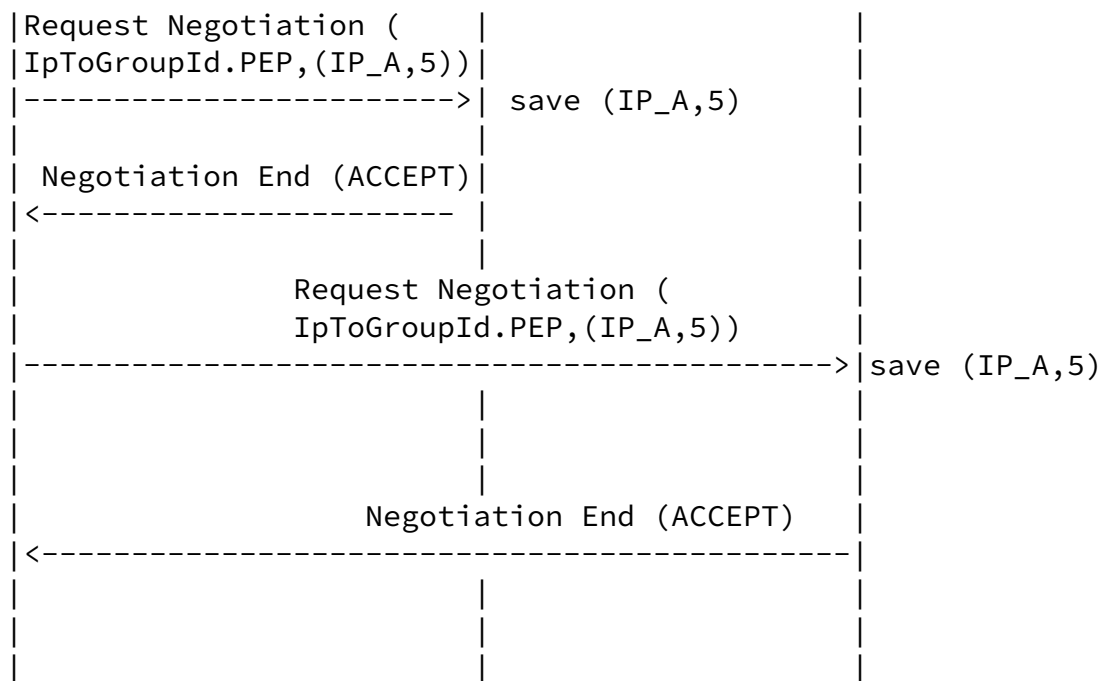 |Request Negotiation (            |                          |
|IpToGroupId.PEP,(IP_A,5))|                          |
|------------------------>| save (IP_A,5)        |
|                         |                          |
| Negotiation End (ACCEPT)|                          |
|<-----------------------  |                          |
|                         |                          |
|               Request Negotiation (
|               IpToGroupId.PEP,(IP_A,5))      |
|--------------------------------------------->|save (IP_A,5)
|                         |                    |
|                         |                    |
|                         |                    |
|                   Negotiation End (ACCEPT)   |
|<---------------------------------------------|
|                         |                    |
|                         |                    |
|                         |                    |